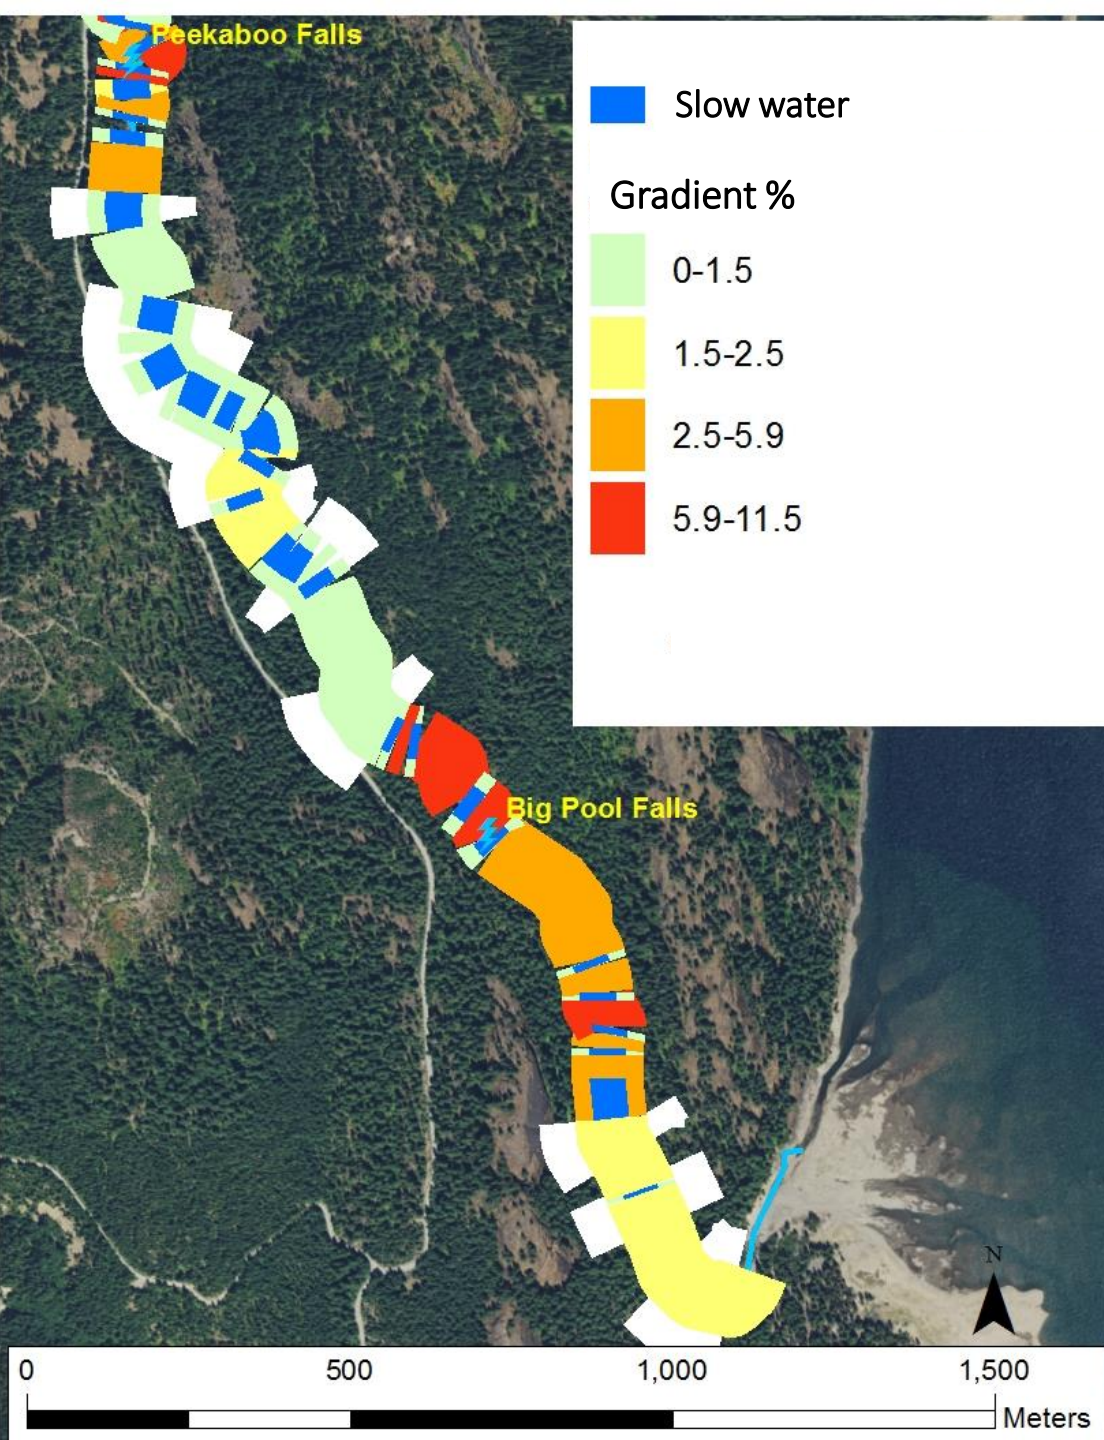 Peekaboo Falls
Slow water
Gradient %
0-1.5
1.5-2.5
2.5-5.9
5.9-11.5
Big Pool Falls
N
0 500 1,000 1,500
Meters